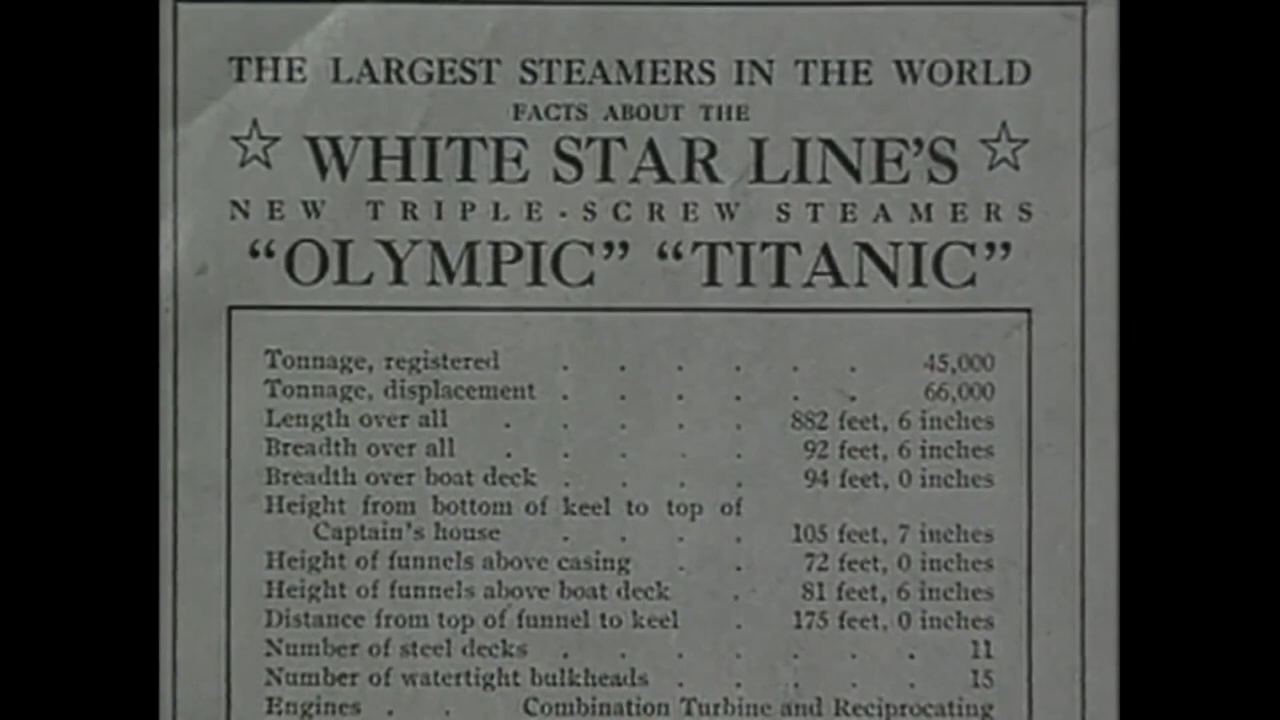 THE LARGEST STEAMERS IN THE WORLD
FACTS ABOUT THE
☆ WHITE STAR LINE'S ☆
NEW TRIPLE-SCREW STEAMERS
“OLYMPIC” “TITANIC”
Tonnage, registered . . . . . . 45,000
Tonnage, displacement . . . . . . 66,000
Length over all . . . . . 882 feet, 6 inches
Breadth over all . . . . . 92 feet, 6 inches
Breadth over boat deck . . . . 94 feet, 0 inches
Height from bottom of keel to top of
Captain's house . . . . 105 feet, 7 inches
Height of funnels above casing . . 72 feet, 0 inches
Height of funnels above boat deck . 81 feet, 6 inches
Distance from top of funnel to keel . 175 feet, 0 inches
Number of steel decks . . . . . . . 11
Number of watertight bulkheads . . . . . 15
Engines . . Combination Turbine and Reciprocating